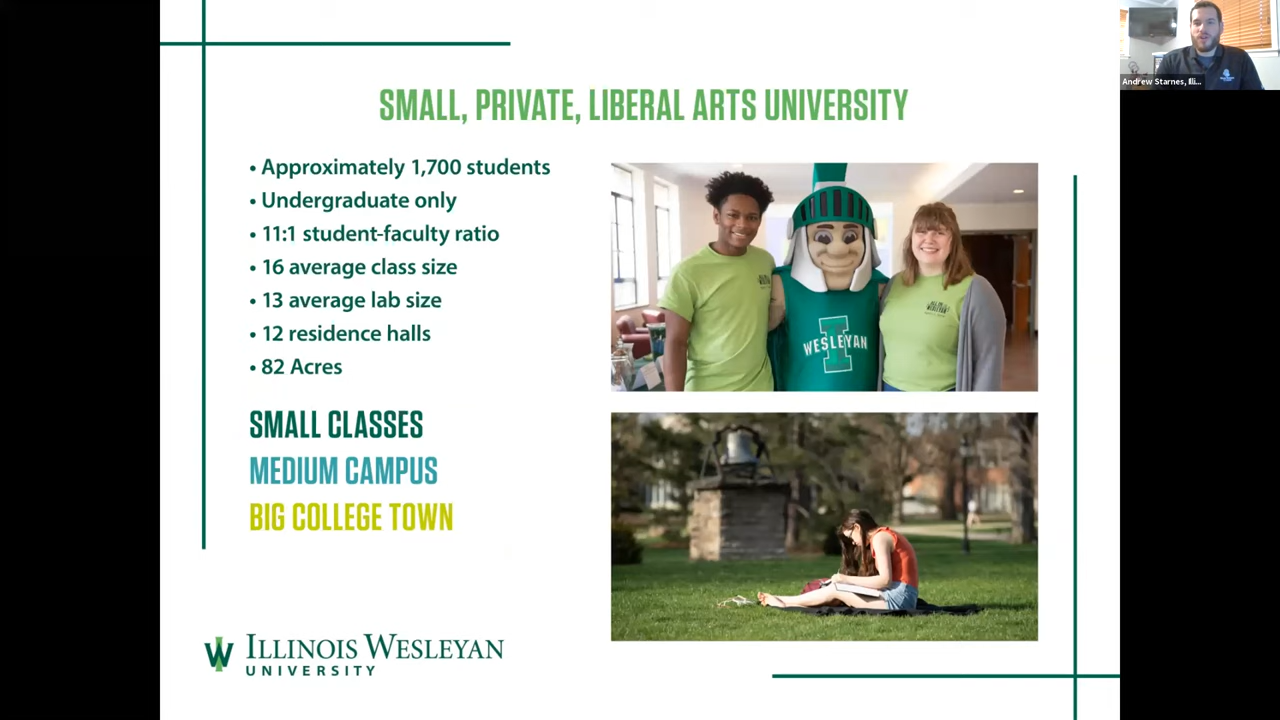 Andrew Starnes, Illi...
SMALL, PRIVATE, LIBERAL ARTS UNIVERSITY
• Approximately 1,700 students
• Undergraduate only
• 11:1 student-faculty ratio
• 16 average class size
• 13 average lab size
• 12 residence halls
• 82 Acres
SMALL CLASSES
MEDIUM CAMPUS
BIG COLLEGE TOWN
I
WESLEYAN
W
ILLINOIS WESLEYAN
UNIVERSITY